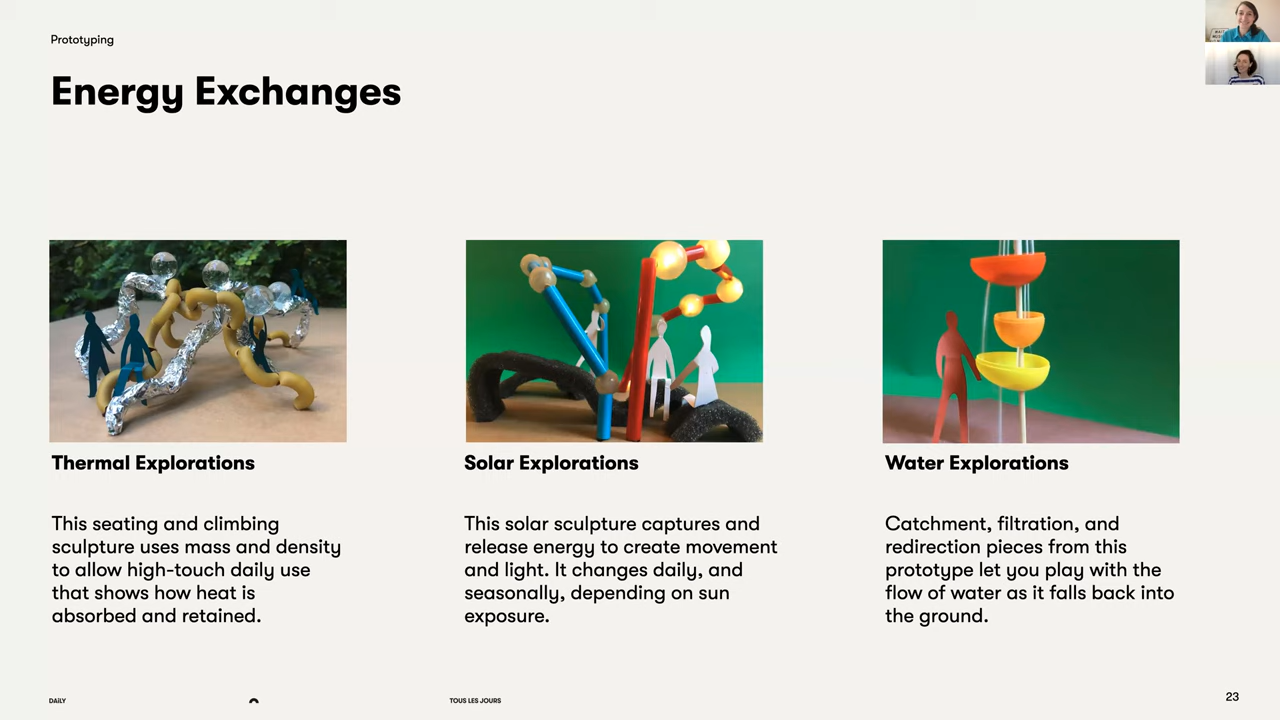 Prototyping
Energy Exchanges
Thermal Explorations
This seating and climbing
sculpture uses mass and density
to allow high-touch daily use
that shows how heat is
absorbed and retained.
Solar Explorations
This solar sculpture captures and
release energy to create movement
and light. It changes daily, and
seasonally, depending on sun
exposure.
Water Explorations
Catchment, filtration, and
redirection pieces from this
prototype let you play with the
flow of water as it falls back into
the ground.
DAILY
TOUS LES JOURS
23